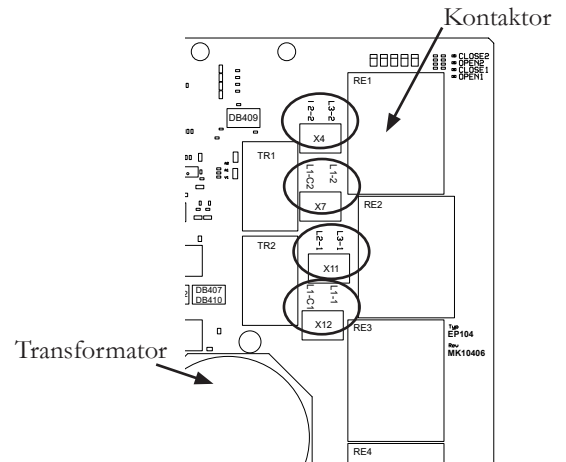 Kontaktor
CLOSE2
OPEN2
CLOSE1
OPEN1
RE1
L2-2 L3-2
DB409
X4
TR1
L1-C2 L1-2
X7
RE2
TR2
L2-1 L3-1
X11
DB407
DB410
L1-C1 L1-1
X12
RE3
Typ
EP104
Rev
MK10406
Transformator
RE4